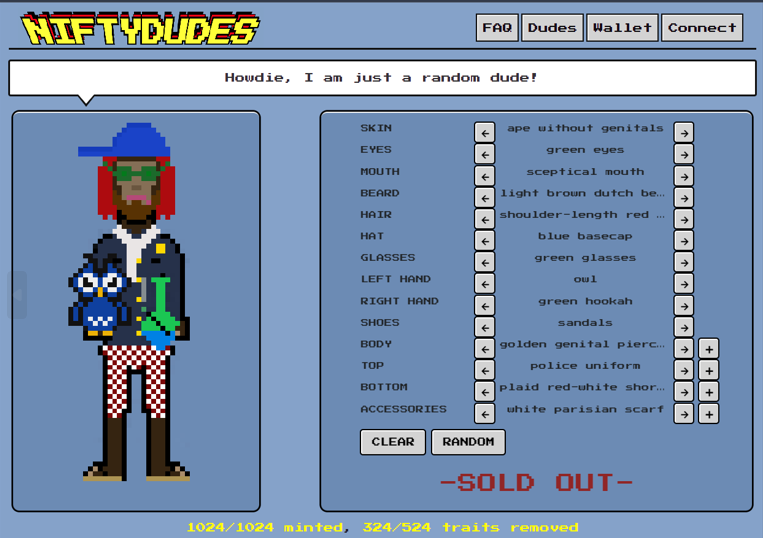 NIFTYDUDES
FAQ Dudes Wallet Connect
Howdie, I am just a random dude!
SKIN ← ape without genitals →
EYES ← green eyes →
MOUTH ← sceptical mouth →
BEARD ← light brown dutch be… →
HAIR ← shoulder-length red … →
HAT ← blue basecap →
GLASSES ← green glasses →
LEFT HAND ← owl →
RIGHT HAND ← green hookah →
SHOES ← sandals →
BODY ← golden genital pierc… → +
TOP ← police uniform → +
BOTTOM ← plaid red-white shor… → +
ACCESSORIES ← white parisian scarf → +
CLEAR RANDOM
-SOLD OUT-
1024/1024 minted, 324/524 traits removed